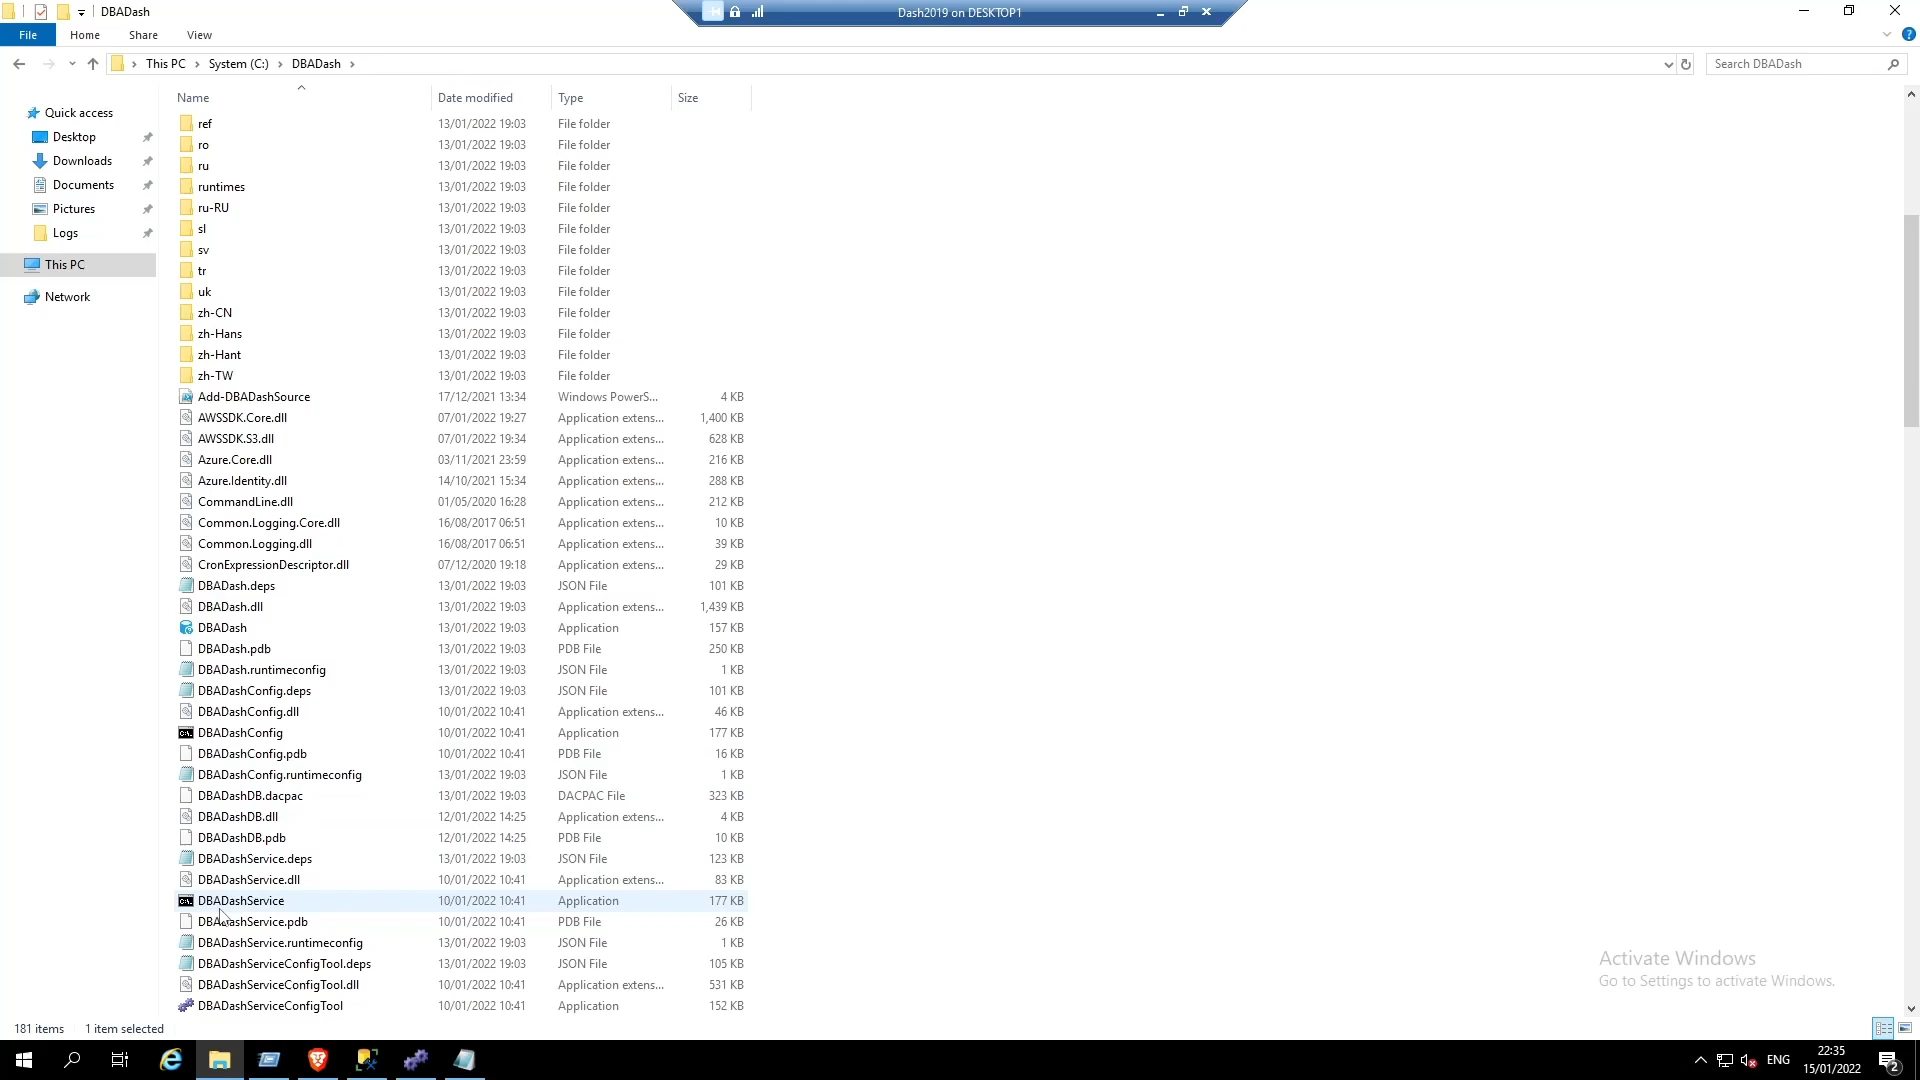 DBADash
Dash2019 on DESKTOP1
File Home Share View
This PC System (C:) DBADash
Search DBADash
Name Date modified Type Size
Quick access
Desktop
Downloads
Documents
Pictures
Logs
This PC
Network
ref 13/01/2022 19:03 File folder
ro 13/01/2022 19:03 File folder
ru 13/01/2022 19:03 File folder
runtimes 13/01/2022 19:03 File folder
ru-RU 13/01/2022 19:03 File folder
sl 13/01/2022 19:03 File folder
sv 13/01/2022 19:03 File folder
tr 13/01/2022 19:03 File folder
uk 13/01/2022 19:03 File folder
zh-CN 13/01/2022 19:03 File folder
zh-Hans 13/01/2022 19:03 File folder
zh-Hant 13/01/2022 19:03 File folder
zh-TW 13/01/2022 19:03 File folder
Add-DBADashSource 17/12/2021 13:34 Windows PowerS... 4 KB
AWSSDK.Core.dll 07/01/2022 19:27 Application extens... 1,400 KB
AWSSDK.S3.dll 07/01/2022 19:34 Application extens... 628 KB
Azure.Core.dll 03/11/2021 23:59 Application extens... 216 KB
Azure.Identity.dll 14/10/2021 15:34 Application extens... 288 KB
CommandLine.dll 01/05/2020 16:28 Application extens... 212 KB
Common.Logging.Core.dll 16/08/2017 06:51 Application extens... 10 KB
Common.Logging.dll 16/08/2017 06:51 Application extens... 39 KB
CronExpressionDescriptor.dll 07/12/2020 19:18 Application extens... 29 KB
DBADash.deps 13/01/2022 19:03 JSON File 101 KB
DBADash.dll 13/01/2022 19:03 Application extens... 1,439 KB
DBADash 13/01/2022 19:03 Application 157 KB
DBADash.pdb 13/01/2022 19:03 PDB File 250 KB
DBADash.runtimeconfig 13/01/2022 19:03 JSON File 1 KB
DBADashConfig.deps 13/01/2022 19:03 JSON File 101 KB
DBADashConfig.dll 10/01/2022 10:41 Application extens... 46 KB
DBADashConfig 10/01/2022 10:41 Application 177 KB
DBADashConfig.pdb 10/01/2022 10:41 PDB File 16 KB
DBADashConfig.runtimeconfig 13/01/2022 19:03 JSON File 1 KB
DBADashDB.dacpac 13/01/2022 19:03 DACPAC File 323 KB
DBADashDB.dll 12/01/2022 14:25 Application extens... 4 KB
DBADashDB.pdb 12/01/2022 14:25 PDB File 10 KB
DBADashService.deps 13/01/2022 19:03 JSON File 123 KB
DBADashService.dll 10/01/2022 10:41 Application extens... 83 KB
DBADashService 10/01/2022 10:41 Application 177 KB
DBADashService.pdb 10/01/2022 10:41 PDB File 26 KB
DBADashService.runtimeconfig 13/01/2022 19:03 JSON File 1 KB
DBADashServiceConfigTool.deps 13/01/2022 19:03 JSON File 105 KB
DBADashServiceConfigTool.dll 10/01/2022 10:41 Application extens... 531 KB
DBADashServiceConfigTool 10/01/2022 10:41 Application 152 KB
Activate Windows
Go to Settings to activate Windows.
181 items 1 item selected
ENG
22:35
15/01/2022
2